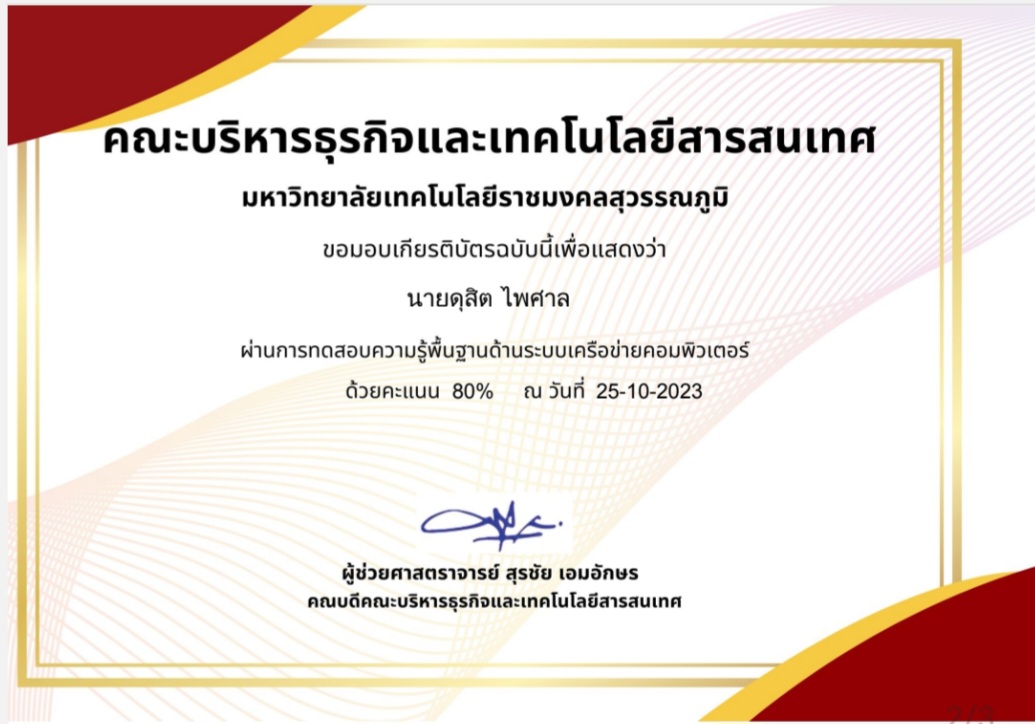 คณะบริหารธุรกิจและเทคโนโลยีสารสนเทศ
มหาวิทยาลัยเทคโนโลยีราชมงคลสุวรรณภูมิ
ขอมอบเกียรติบัตรฉบับนี้เพื่อแสดงว่า
นายดุสิต ไพศาล
ผ่านการทดสอบความรู้พื้นฐานด้านระบบเครือข่ายคอมพิวเตอร์
ด้วยคะแนน 80% ณ วันที่ 25-10-2023
ผู้ช่วยศาสตราจารย์ สุรชัย เอมอักษร
คณบดีคณะบริหารธุรกิจและเทคโนโลยีสารสนเทศ